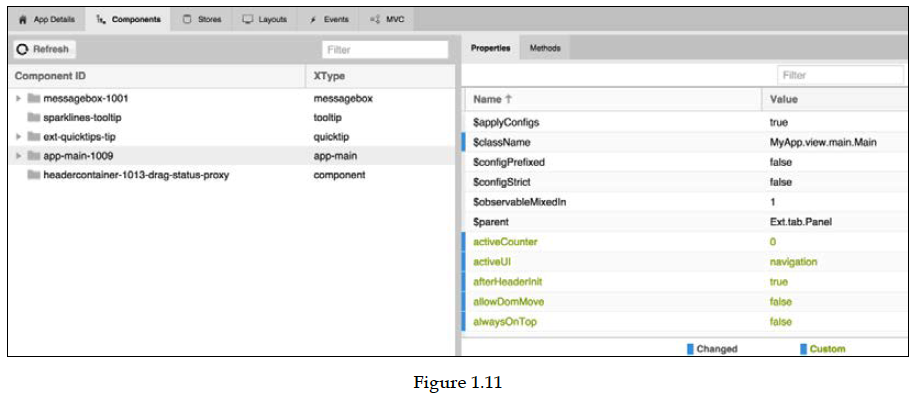 App Details Components Stores Layouts Events MVC
Refresh Filter
Component ID XType
messagebox-1001 messagebox
sparklines-tooltip tooltip
ext-quicktips-tip quicktip
app-main-1009 app-main
headercontainer-1013-drag-status-proxy component
Properties Methods
Filter
Name ↑ Value
$applyConfigs true
$className MyApp.view.main.Main
$configPrefixed false
$configStrict false
$observableMixedIn 1
$parent Ext.tab.Panel
activeCounter 0
activeUI navigation
afterHeaderInit true
allowDomMove false
alwaysOnTop false
Changed Custom
Figure 1.11